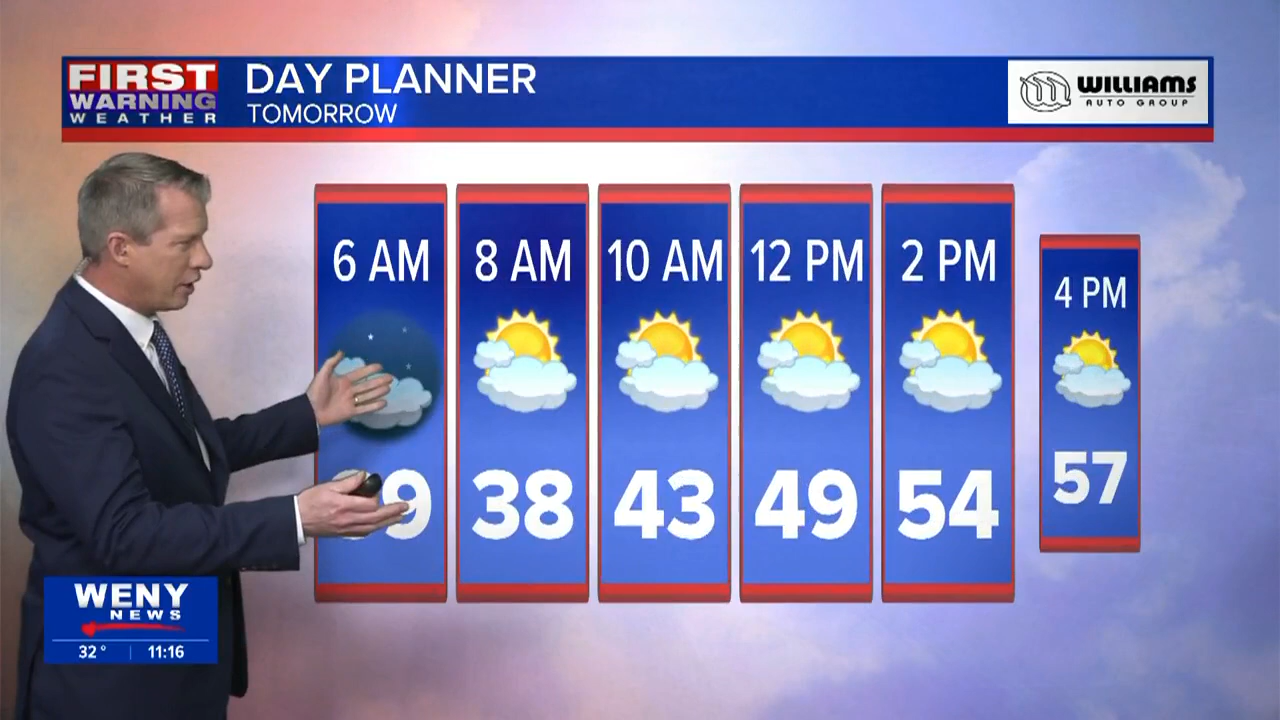 FIRST
WARNING
WEATHER
DAY PLANNER
TOMORROW
WILLIAMS
AUTO GROUP
6 AM
8 AM
10 AM
12 PM
2 PM
4 PM
38
43
49
54
57
WENY
NEWS
32° 11:16